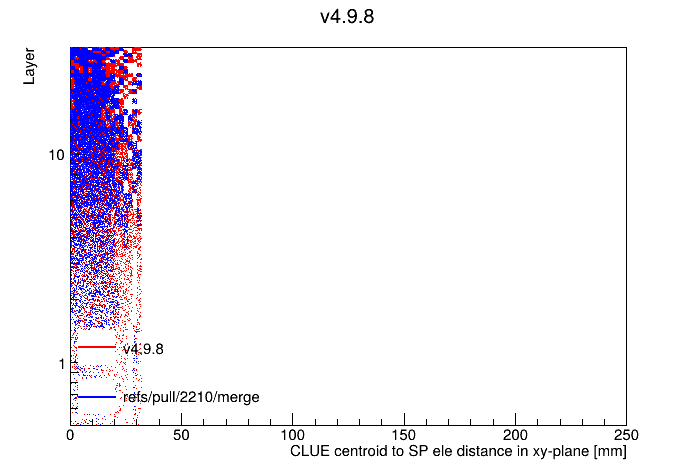 v4.9.8
Layer
10
1
v4.9.8
refs/pull/2210/merge
0 50 100 150 200 250
CLUE centroid to SP ele distance in xy-plane [mm]